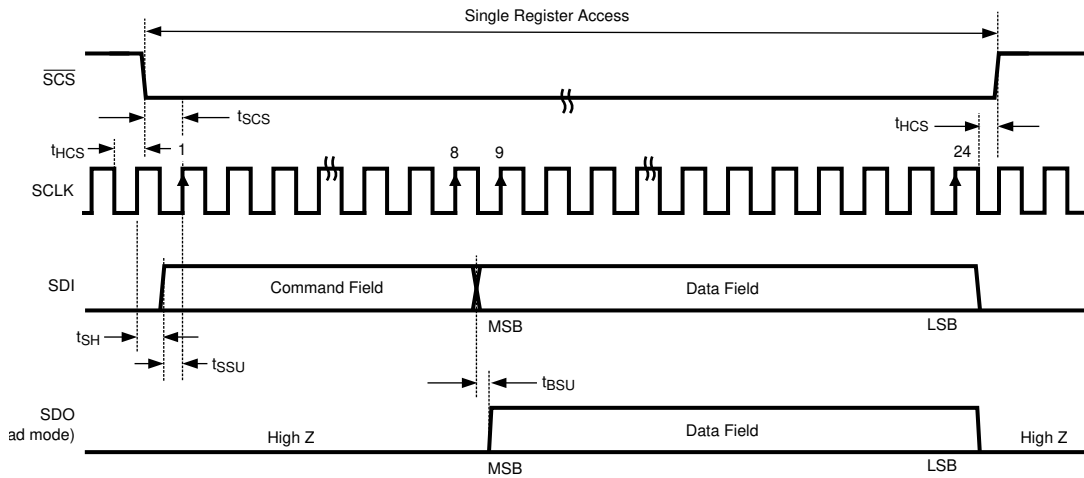 Single Register Access
SCS
tSCS
tHCS
tHCS
1
8
9
24
SCLK
SDI
Command Field
Data Field
MSB
LSB
tSH
tSSU
tBSU
SDO
ad mode)
High Z
Data Field
High Z
MSB
LSB